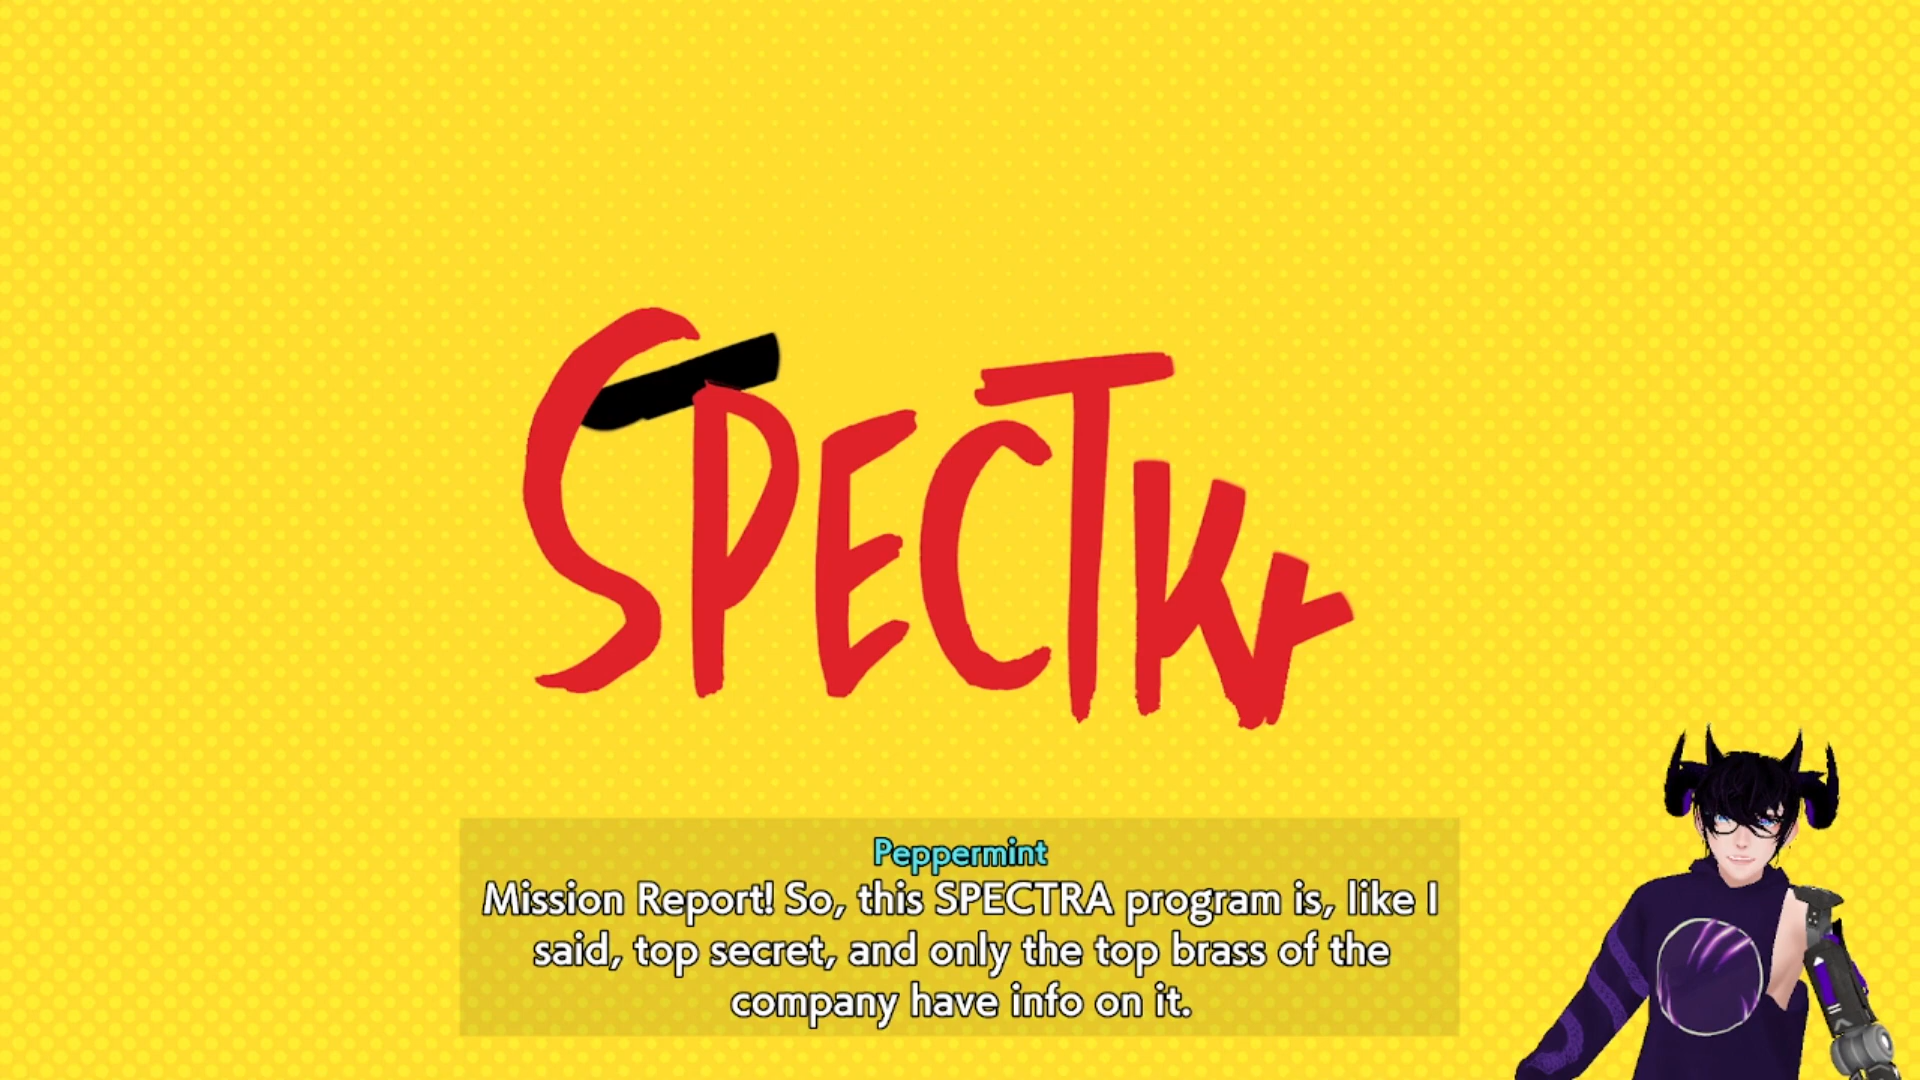 SPECTR
Peppermint
Mission Report! So, this SPECTRA program is, like I
said, top secret, and only the top brass of the
company have info on it.